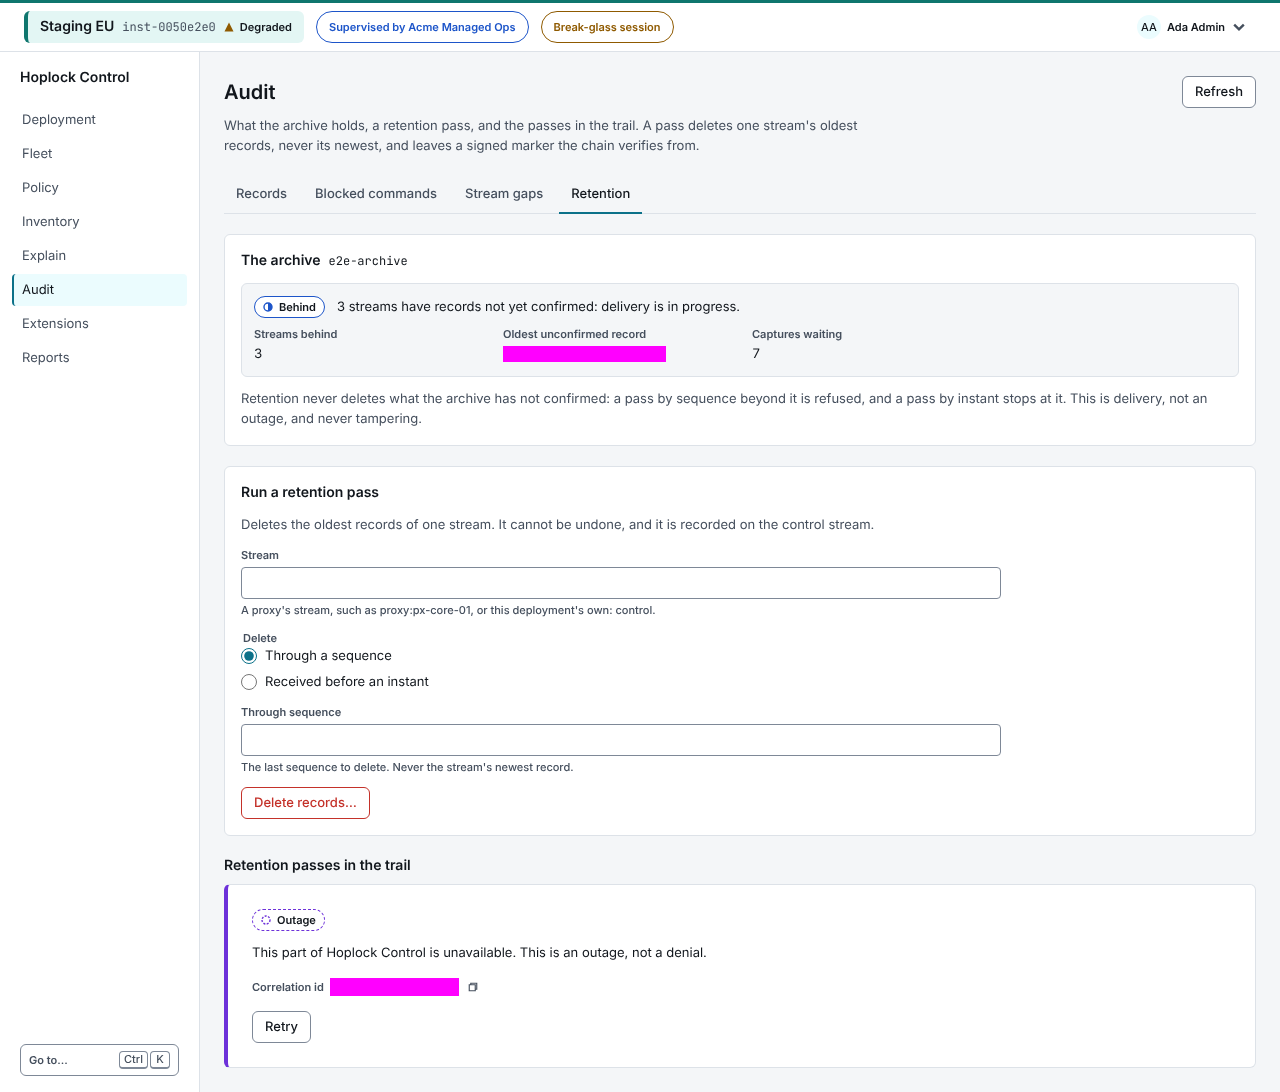 Staging EU inst-0050e2e0 Degraded
Supervised by Acme Managed Ops
Break-glass session
AA Ada Admin
Hoplock Control
Deployment
Fleet
Policy
Inventory
Explain
Audit
Extensions
Reports
Go to...
Ctrl K
Audit
Refresh
What the archive holds, a retention pass, and the passes in the trail. A pass deletes one stream's oldest
records, never its newest, and leaves a signed marker the chain verifies from.
Records Blocked commands Stream gaps Retention
The archive e2e-archive
Behind 3 streams have records not yet confirmed: delivery is in progress.
Streams behind Oldest unconfirmed record Captures waiting
3 7
Retention never deletes what the archive has not confirmed: a pass by sequence beyond it is refused, and a pass by instant stops at it. This is delivery, not an
outage, and never tampering.
Run a retention pass
Deletes the oldest records of one stream. It cannot be undone, and it is recorded on the control stream.
Stream
A proxy's stream, such as proxy:px-core-01, or this deployment's own: control.
Delete
Through a sequence
Received before an instant
Through sequence
The last sequence to delete. Never the stream's newest record.
Delete records...
Retention passes in the trail
Outage
This part of Hoplock Control is unavailable. This is an outage, not a denial.
Correlation id
Retry